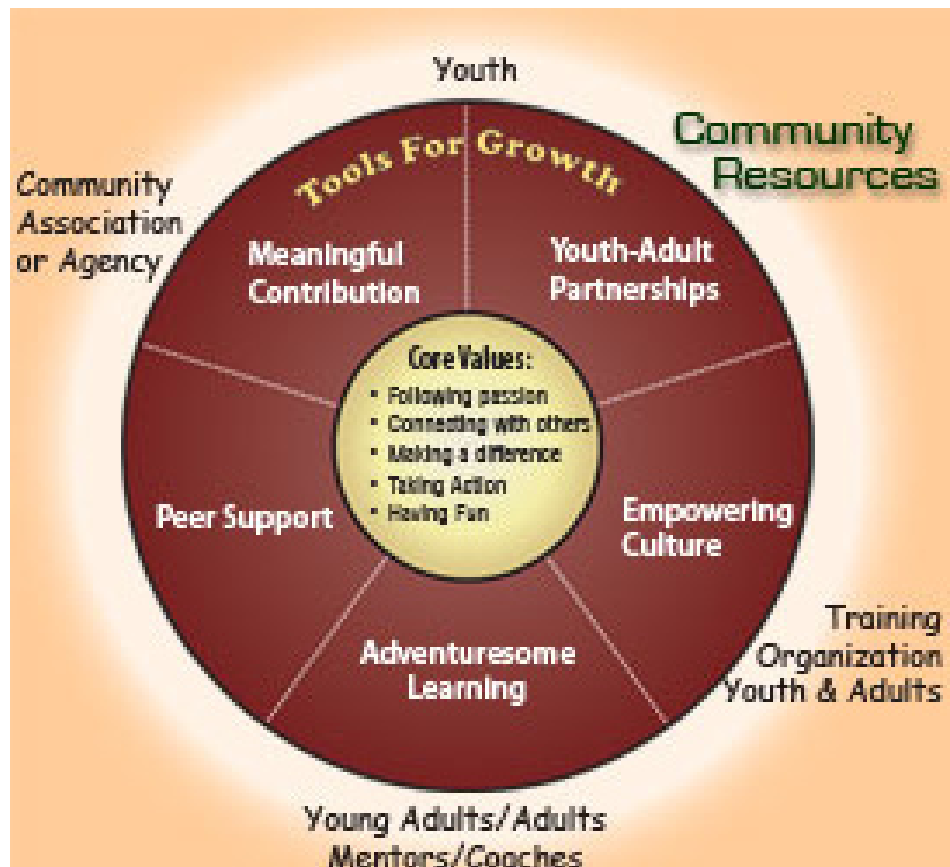 Youth
Community
Resources
Community
Association
or Agency
Tools For Growth
Meaningful
Contribution
Youth-Adult
Partnerships
Core Values:
• Following passion
• Connecting with others
• Making a difference
• Taking Action
• Having Fun
Peer Support
Empowering
Culture
Adventuresome
Learning
Training
Organization
Youth & Adults
Young Adults/Adults
Mentors/Coaches